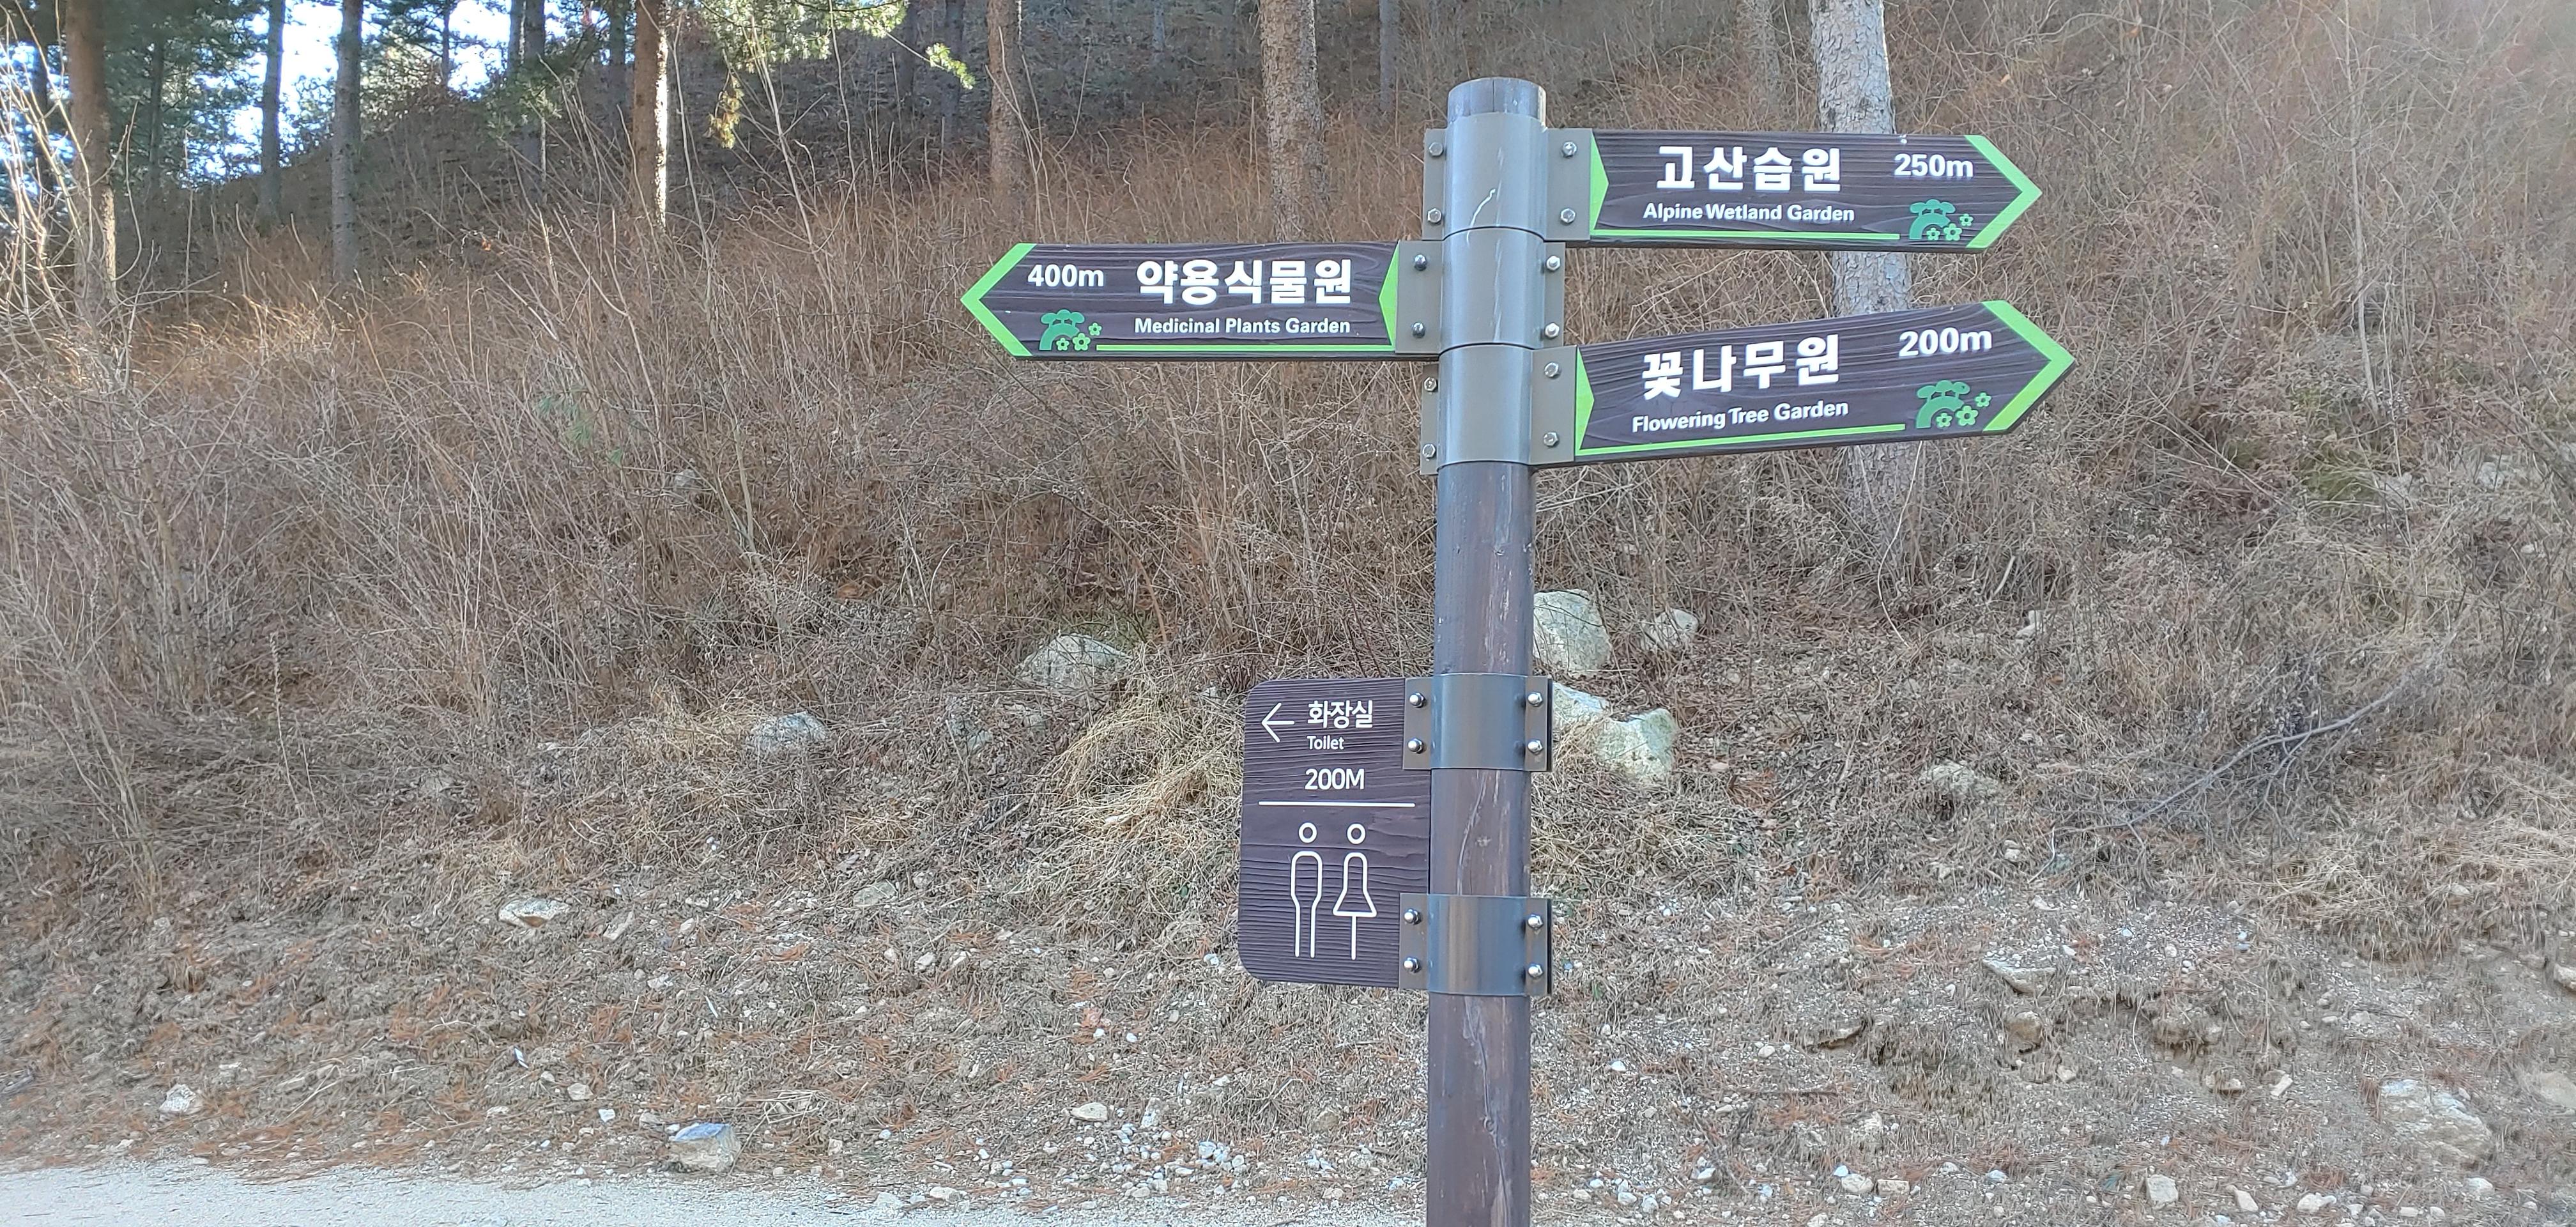 고산습원 250m
Alpine Wetland Garden
400m 약용식물원
Medicinal Plants Garden
꽃나무원 200m
Flowering Tree Garden
← 화장실
Toilet
200M